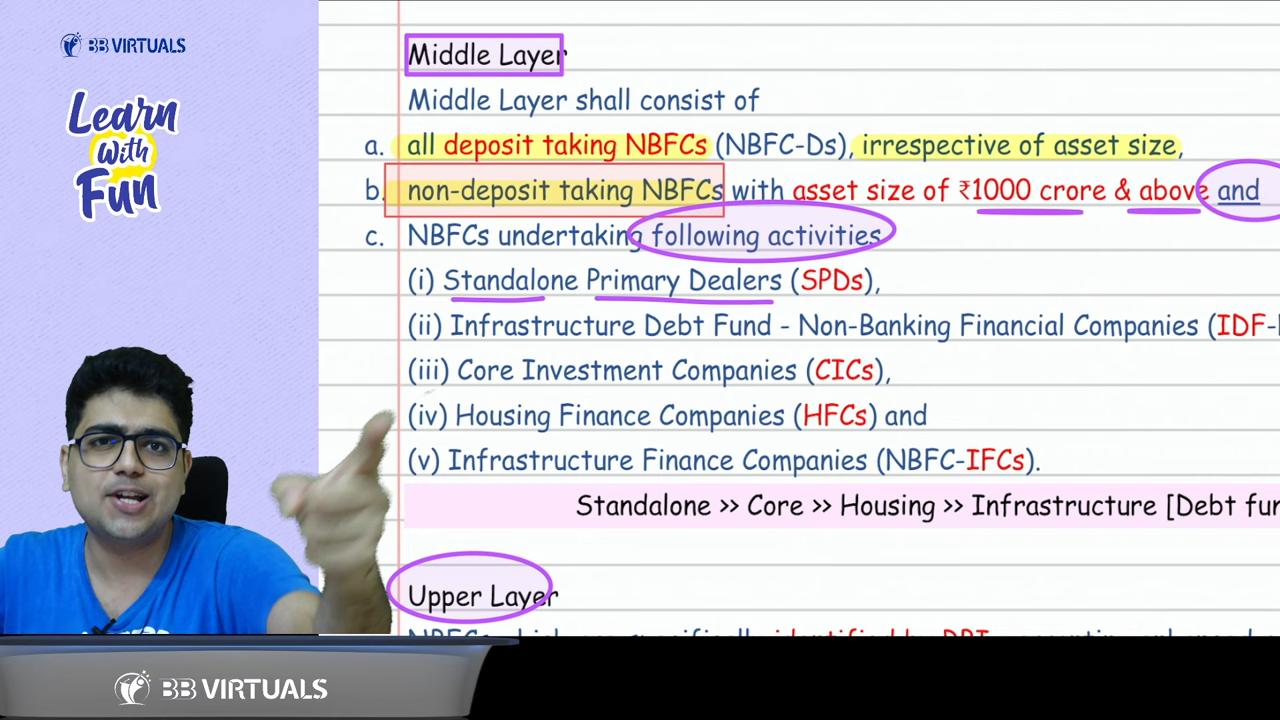 BB VIRTUALS
Learn
With
Fun
Middle Layer
Middle Layer shall consist of
a. all deposit taking NBFCs (NBFC-Ds), irrespective of asset size,
b. non-deposit taking NBFCs with asset size of ₹1000 crore & above and
c. NBFCs undertaking following activities
(i) Standalone Primary Dealers (SPDs),
(ii) Infrastructure Debt Fund - Non-Banking Financial Companies (IDF-
(iii) Core Investment Companies (CICs),
(iv) Housing Finance Companies (HFCs) and
(v) Infrastructure Finance Companies (NBFC-IFCs).
Standalone >> Core >> Housing >> Infrastructure [Debt fun
Upper Layer
BB VIRTUALS